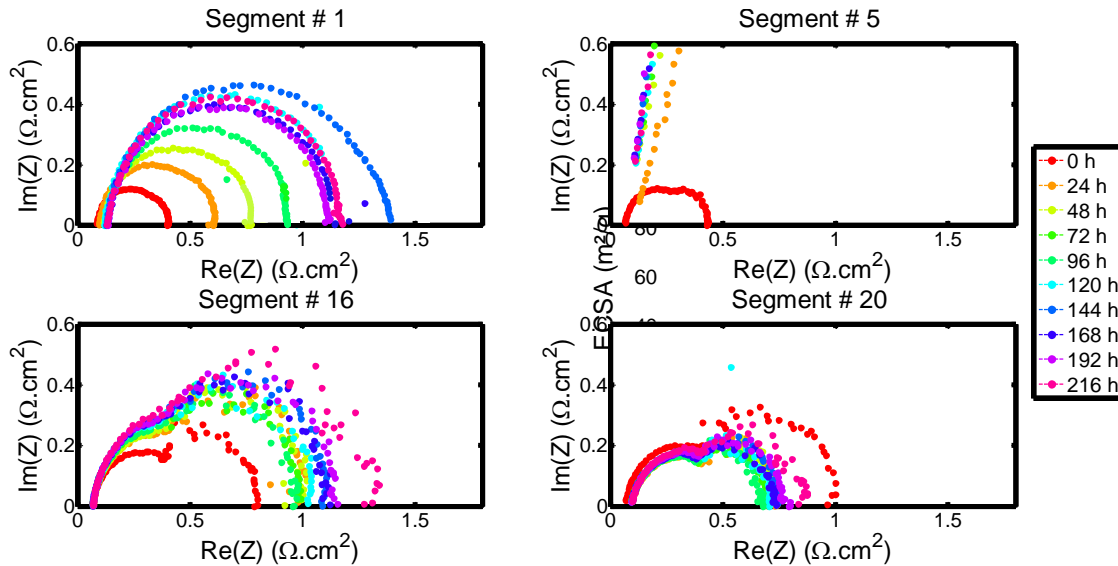 Segment # 1
0.6
0.4
0.2
0
Im(Z) (Ω.cm²)
0
0.5
1
1.5
Re(Z) (Ω.cm²)
Segment # 5
0.6
0.4
0.2
0
Im(Z) (Ω.cm²)
0
0.5
1
1.5
Re(Z) (Ω.cm²)
80
60
(m²/g)
Segment # 16
0.6
0.4
0.2
0
Im(Z) (Ω.cm²)
0
0.5
1
1.5
Re(Z) (Ω.cm²)
Segment # 20
0.6
0.4
0.2
0
Im(Z) (Ω.cm²)
0
0.5
1
1.5
Re(Z) (Ω.cm²)
0 h
24 h
48 h
72 h
96 h
120 h
144 h
168 h
192 h
216 h